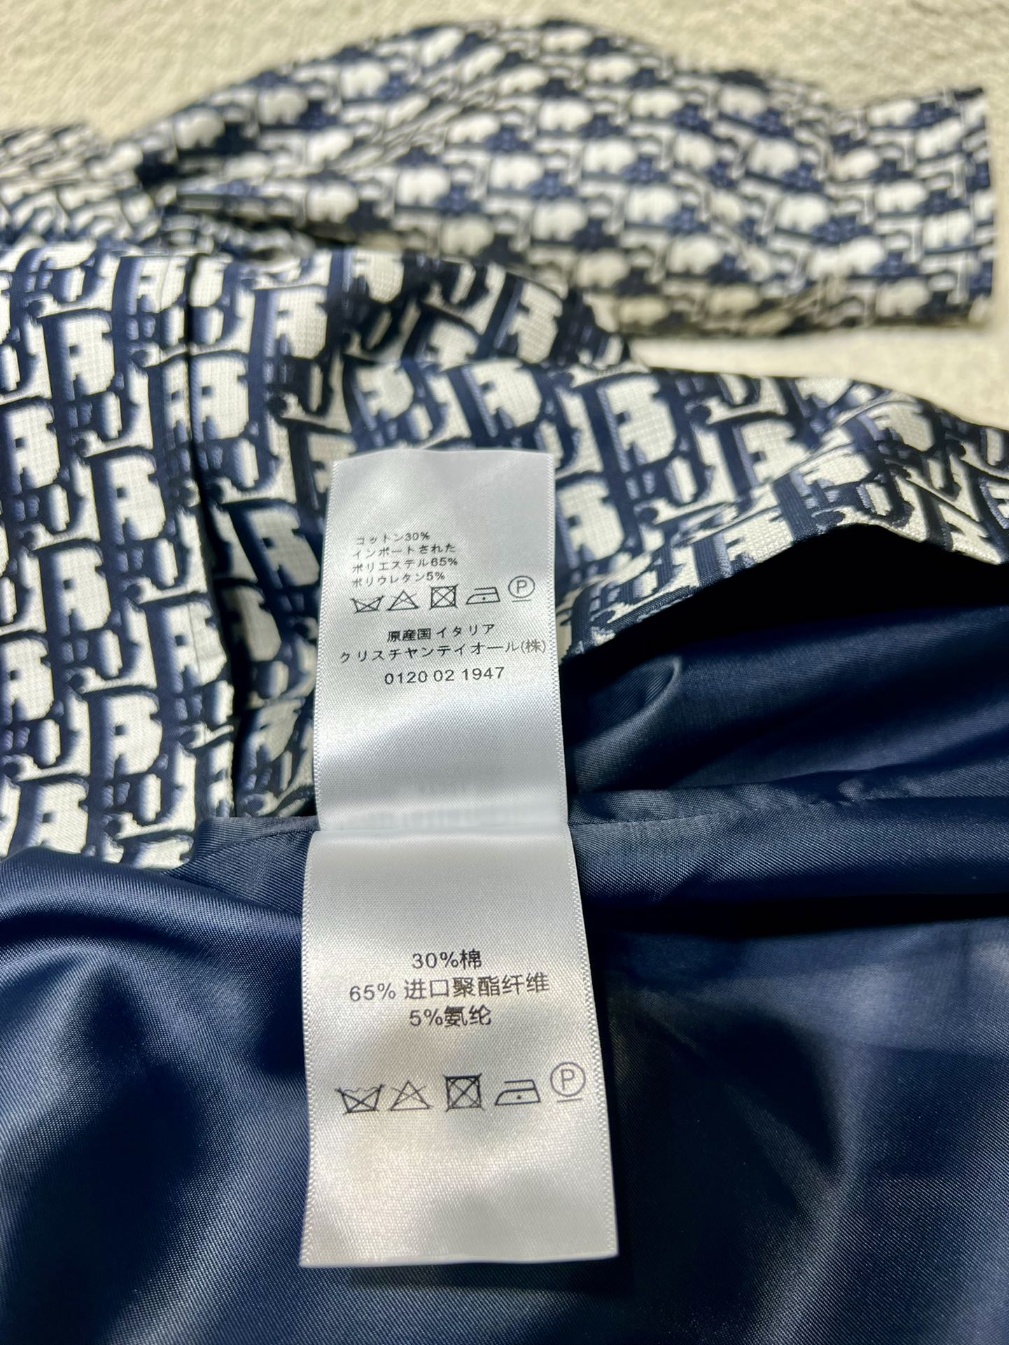 コットン30%
インポートされた
ポリエステル65%
ポリウレタン5%
P
原産国イタリア
クリスチャンテイオール(株)
0120 02 1947
30%棉
65% 进口聚酯纤维
5%氨纶
P